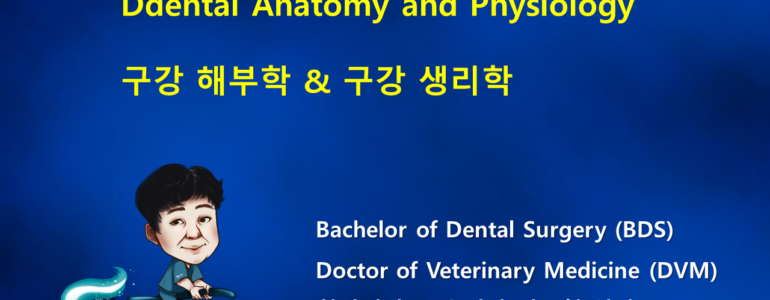 Ddental Anatomy and Physiology
구강 해부학 & 구강 생리학
Bachelor of Dental Surgery (BDS)
Doctor of Veterinary Medicine (DVM)